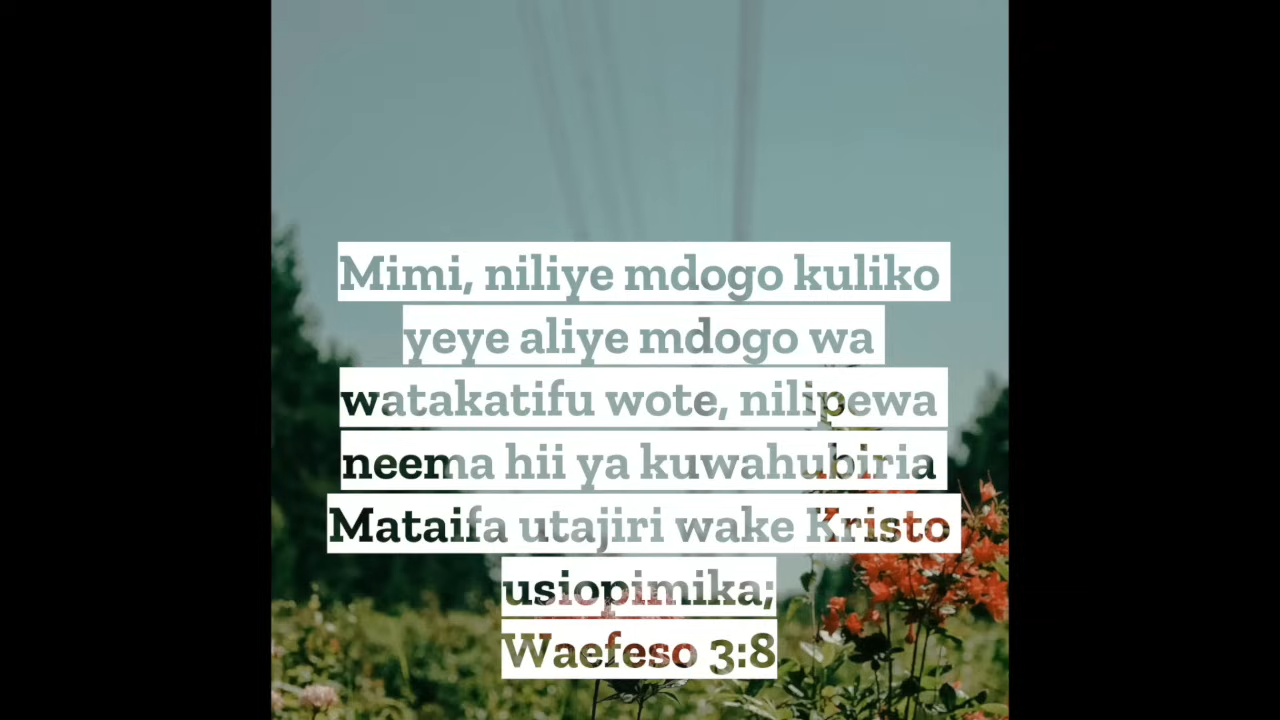 Mimi, niliye mdogo kuliko
yeye aliye mdogo wa
watakatifu wote, nilipewa
neema hii ya kuwahubiria
Mataifa utajiri wake Kristo
usiopimika;
Waefeso 3:8